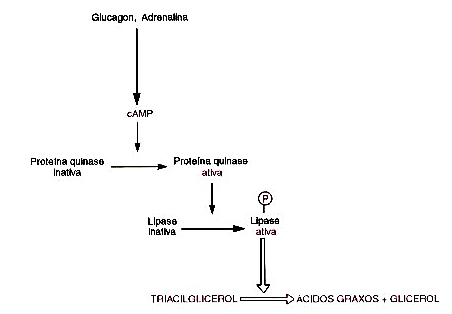 Glucagon, Adrenalina
cAMP
Proteína quinase
inativa
Proteína quinase
ativa
P
Lipase
inativa
Lipase
ativa
TRIACILGLICEROL
ÁCIDOS GRAXOS + GLICEROL